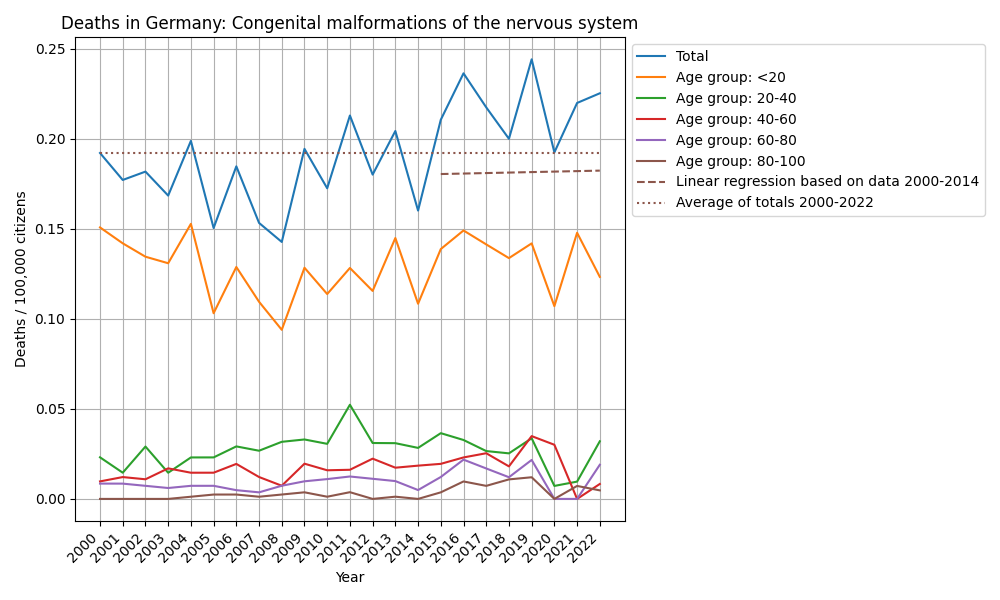 Deaths in Germany: Congenital malformations of the nervous system
Deaths / 100,000 citizens
0.25
0.20
0.15
0.10
0.05
0.00
2000
2001
2002
2003
2004
2005
2006
2007
2008
2009
2010
2011
2012
2013
2014
2015
2016
2017
2018
2019
2020
2021
2022
Year
Total
Age group: <20
Age group: 20-40
Age group: 40-60
Age group: 60-80
Age group: 80-100
Linear regression based on data 2000-2014
Average of totals 2000-2022